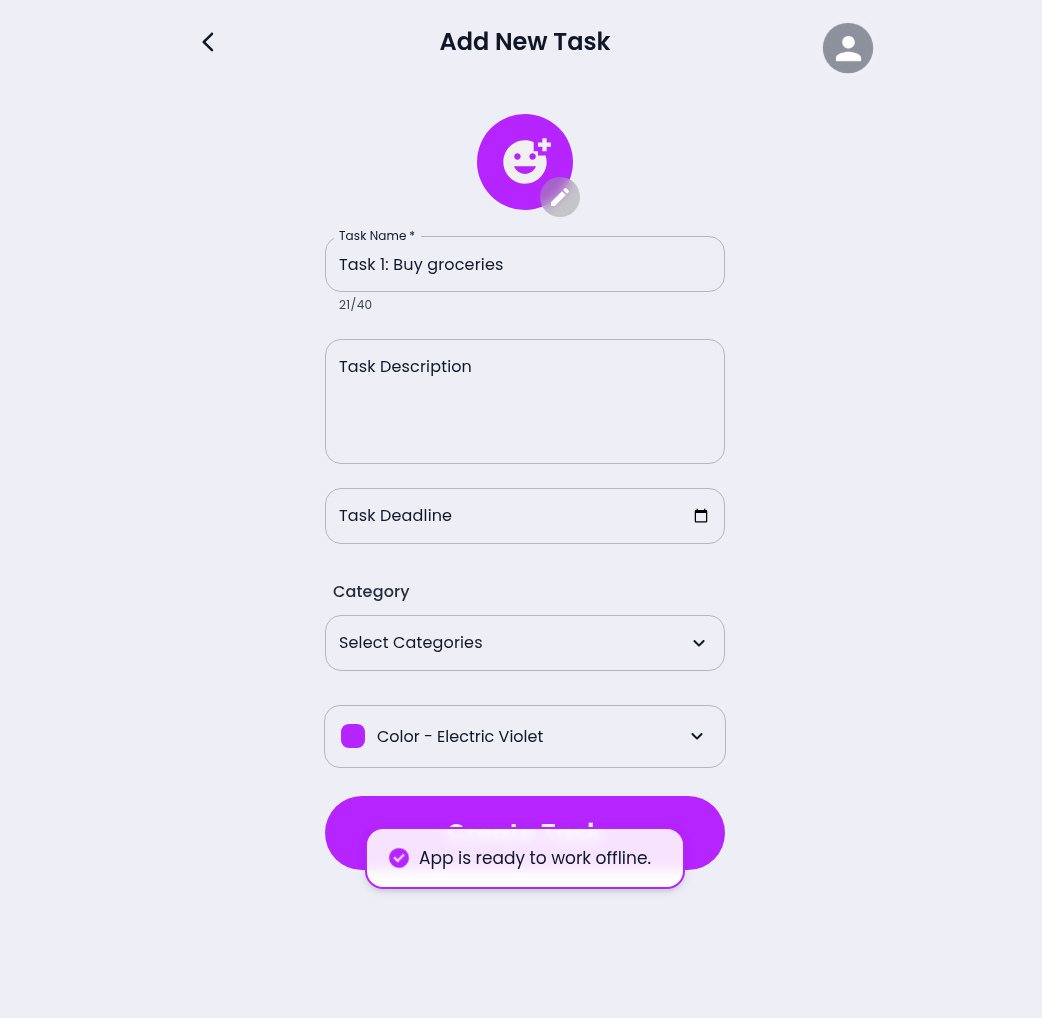 Add New Task
Task Name *
Task 1: Buy groceries
21/40
Task Description
Task Deadline
Category
Select Categories
Color - Electric Violet
App is ready to work offline.